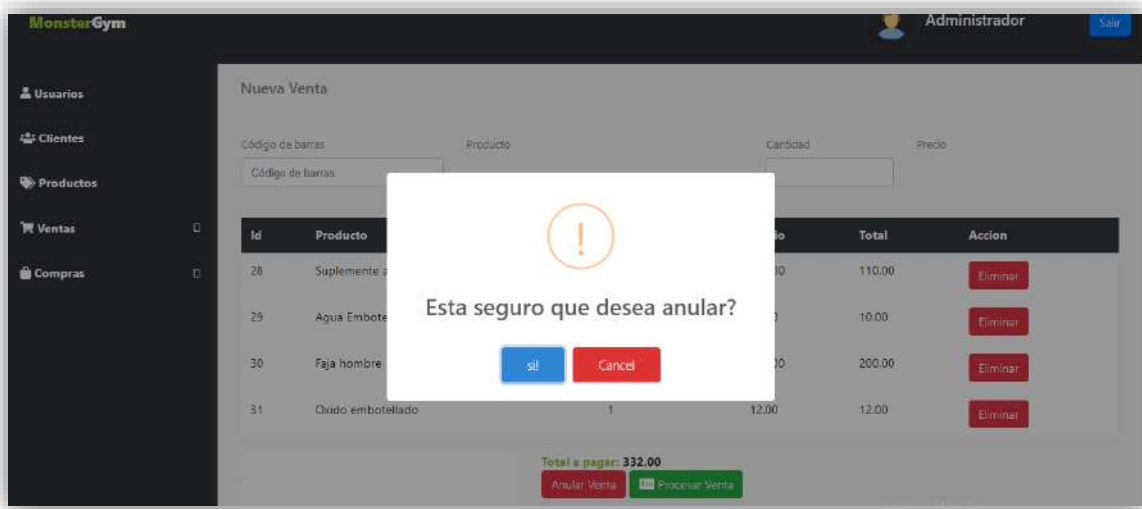 MonsterGym
Administrador
Salir
Usuarios
Clientes
Productos
Ventas
Compras
Nueva Venta
Código de barras Producto Cantidad Precio
Código de barras
Id Producto Total Accion
28 Suplemente 110.00 Eliminar
29 Agua 10.00 Eliminar
30 Faja hombre 200.00 Eliminar
31 Oxido embotellado 1 12.00 12.00 Eliminar
Esta seguro que desea anular?
si! Cancel
Total a pagar: 332.00
Anular Venta Procesar Venta